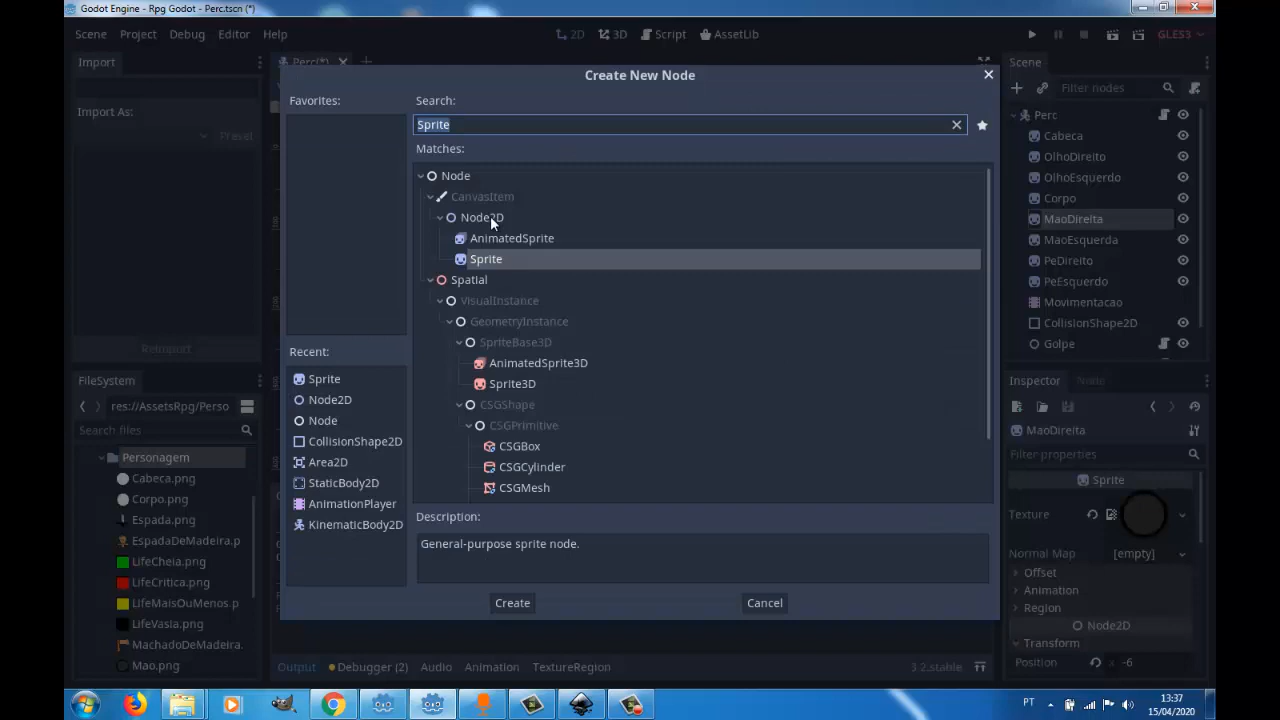 Godot Engine - Rpg Godot - Perc.tscn (*)
Scene Project Debug Editor Help
2D 3D Script AssetLib
GLES3
Import
Perc(*)
Scene
Create New Node
Favorites:
Search:
Sprite
Matches:
Import As:
Preset
Reimport
Filter nodes
Node
CanvasItem
Node2D
AnimatedSprite
Sprite
Spatial
VisualInstance
GeometryInstance
SpriteBase3D
AnimatedSprite3D
Sprite3D
CSGShape
CSGPrimitive
CSGBox
CSGCylinder
CSGMesh
Perc
Cabeca
OlhoDireito
OlhoEsquerdo
Corpo
MaoDireita
MaoEsquerda
PeDireito
PeEsquerdo
Movimentacao
CollisionShape2D
Golpe
Recent:
Sprite
Node2D
Node
CollisionShape2D
Area2D
StaticBody2D
AnimationPlayer
KinematicBody2D
FileSystem
res://AssetsRpg/Perso
Search files
Personagem
Cabeca.png
Corpo.png
Espada.png
EspadaDeMadeira.p
LifeCheia.png
LifeCritica.png
LifeMaisOuMenos.p
LifeVasia.png
MachadoDeMadeira.
Mao.png
Description:
General-purpose sprite node.
Create
Cancel
Inspector Node
MaoDireita
Filter properties
Sprite
Texture
Normal Map [empty]
Offset
Animation
Region
Node2D
Transform
Position x -6
Output Debugger (2) Audio Animation TextureRegion
3.2.stable
PT
13:37
15/04/2020